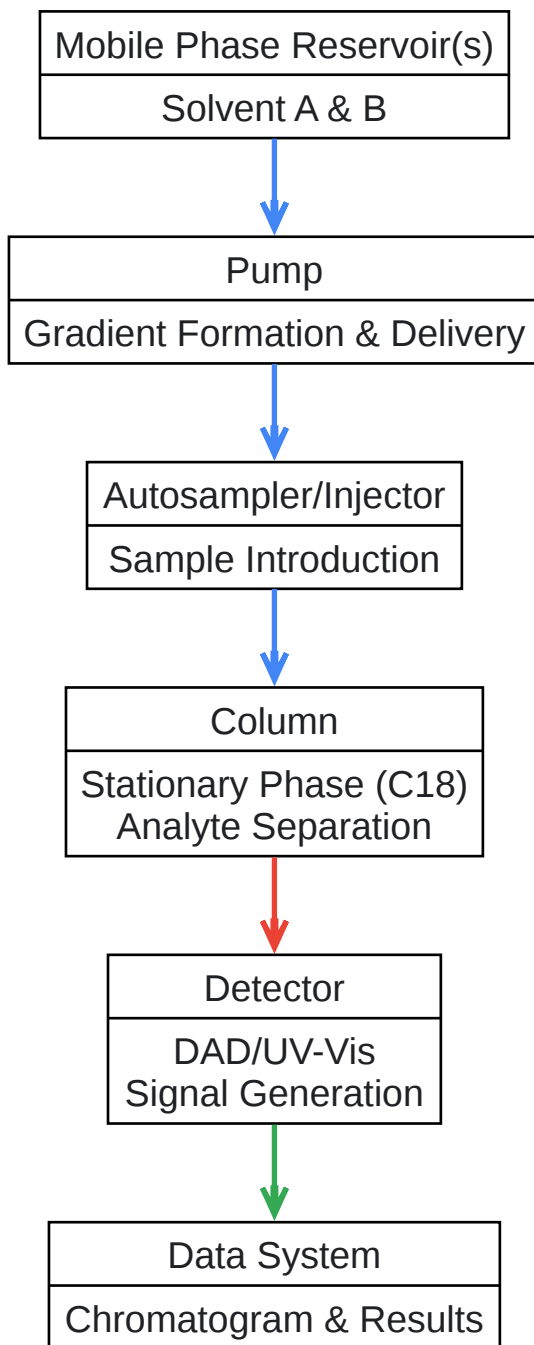 Mobile Phase Reservoir(s)
Solvent A & B
Pump
Gradient Formation & Delivery
Autosampler/Injector
Sample Introduction
Column
Stationary Phase (C18)
Analyte Separation
Detector
DAD/UV-Vis
Signal Generation
Data System
Chromatogram & Results